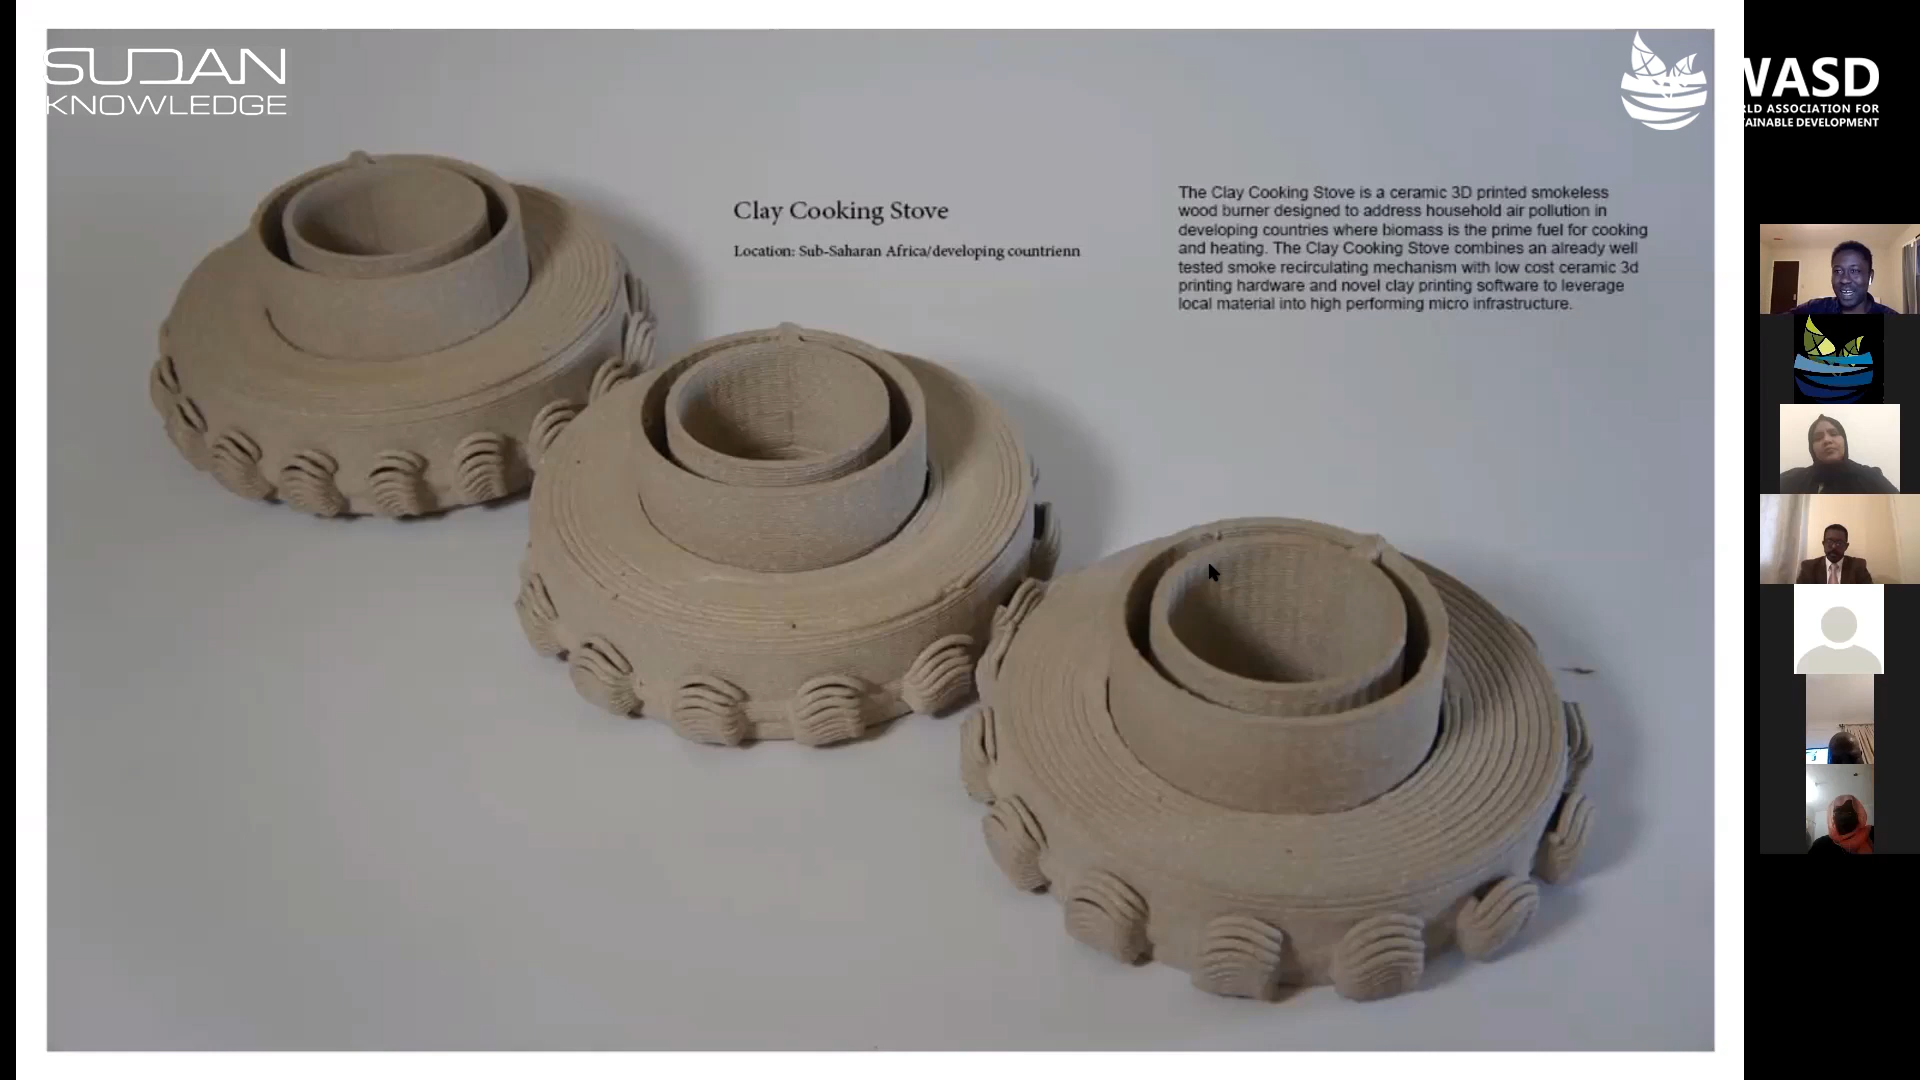 SUDAN
KNOWLEDGE
WASD
RLD ASSOCIATION FOR
TAINABLE DEVELOPMENT
Clay Cooking Stove
Location: Sub-Saharan Africa/developing countrienn
The Clay Cooking Stove is a ceramic 3D printed smokeless
wood burner designed to address household air pollution in
developing countries where biomass is the prime fuel for cooking
and heating. The Clay Cooking Stove combines an already well
tested smoke recirculating mechanism with low cost ceramic 3d
printing hardware and novel clay printing software to leverage
local material into high performing micro infrastructure.